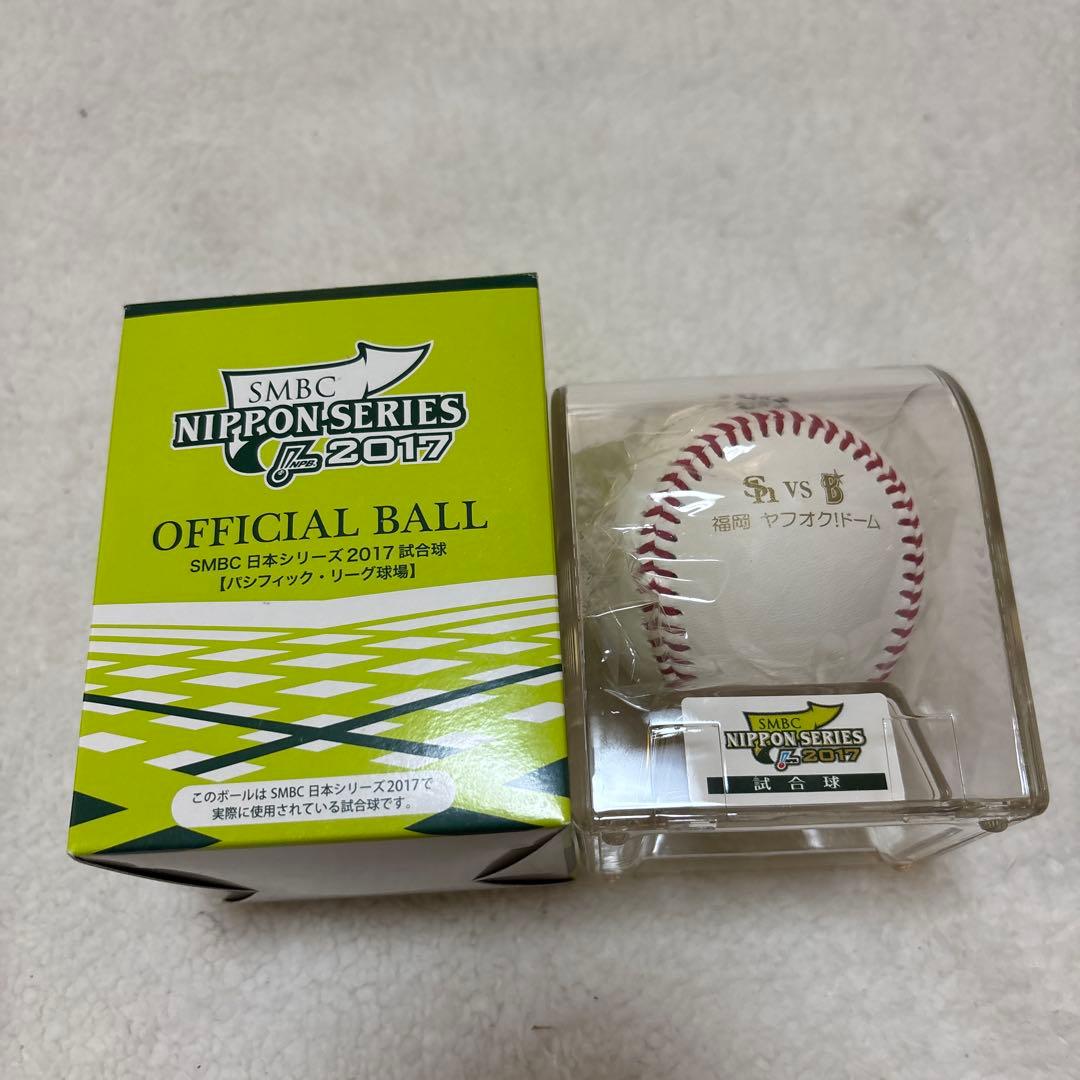 SMBC
NIPPON SERIES
NPB 2017
OFFICIAL BALL
SMBC 日本シリーズ2017 試合球
【パシフィック・リーグ球場】
このボールは SMBC 日本シリーズ2017で
実際に使用されている試合球です。
SH VS B
福岡 ヤフオク!ドーム
SMBC
NIPPON SERIES
2017
試合球